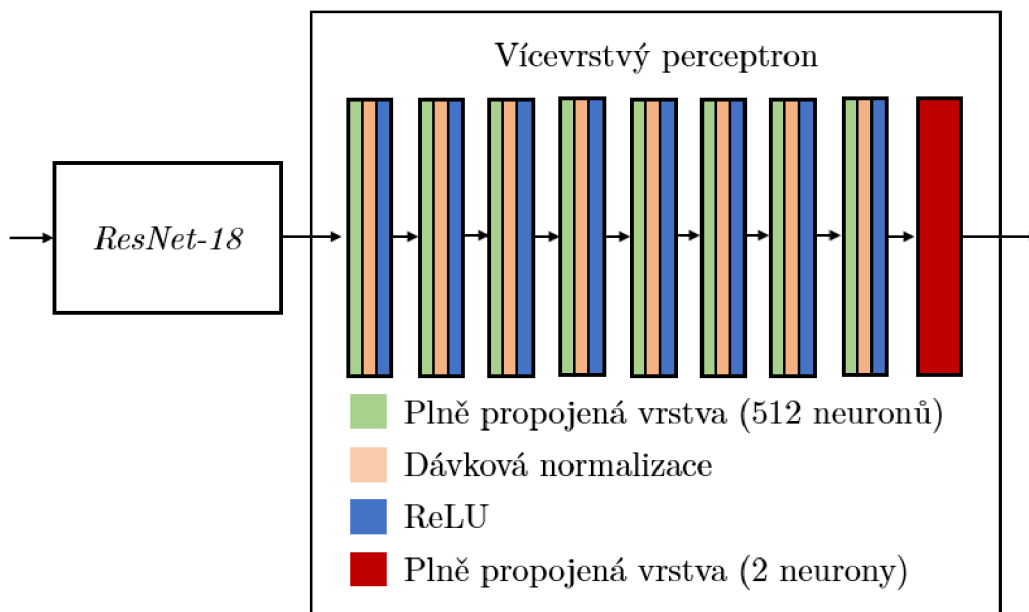 Vícevrstvý perceptron
ResNet-18
Plně propojená vrstva (512 neuronů)
Dávková normalizace
ReLU
Plně propojená vrstva (2 neurony)